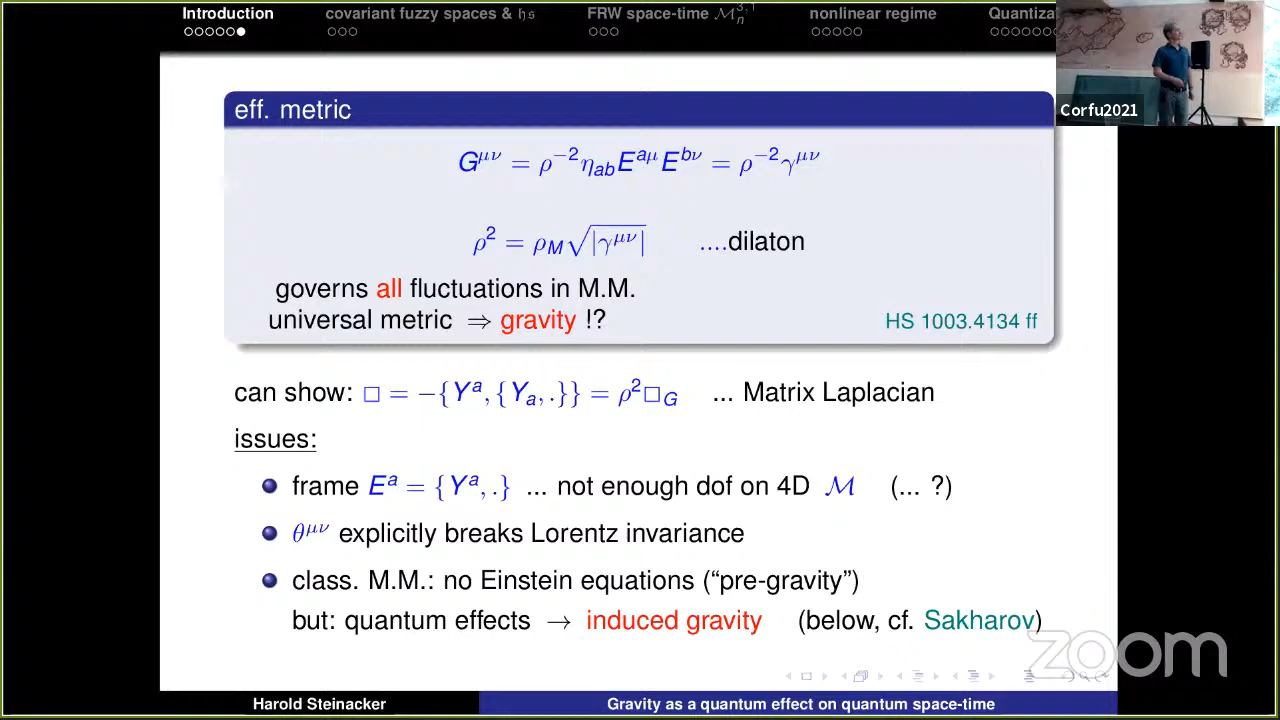 Introduction
covariant fuzzy spaces & 𝔥𝔰
FRW space-time ℳₙ³,¹
nonlinear regime
Quantiza
Corfu2021
eff. metric
G^{μν} = ρ^{−2}η_{ab}E^{aμ}E^{bν} = ρ^{−2}γ^{μν}
ρ² = ρ_M√|γ^{μν}| ....dilaton
governs all fluctuations in M.M.
universal metric ⇒ gravity !?
HS 1003.4134 ff
can show: □ = −{Y^a, {Y_a, .}} = ρ²□_G ... Matrix Laplacian
issues:
frame E^a = {Y^a, .} ... not enough dof on 4D ℳ (... ?)
θ^{μν} explicitly breaks Lorentz invariance
class. M.M.: no Einstein equations (“pre-gravity”)
but: quantum effects → induced gravity (below, cf. Sakharov)
zoom
Harold Steinacker
Gravity as a quantum effect on quantum space-time